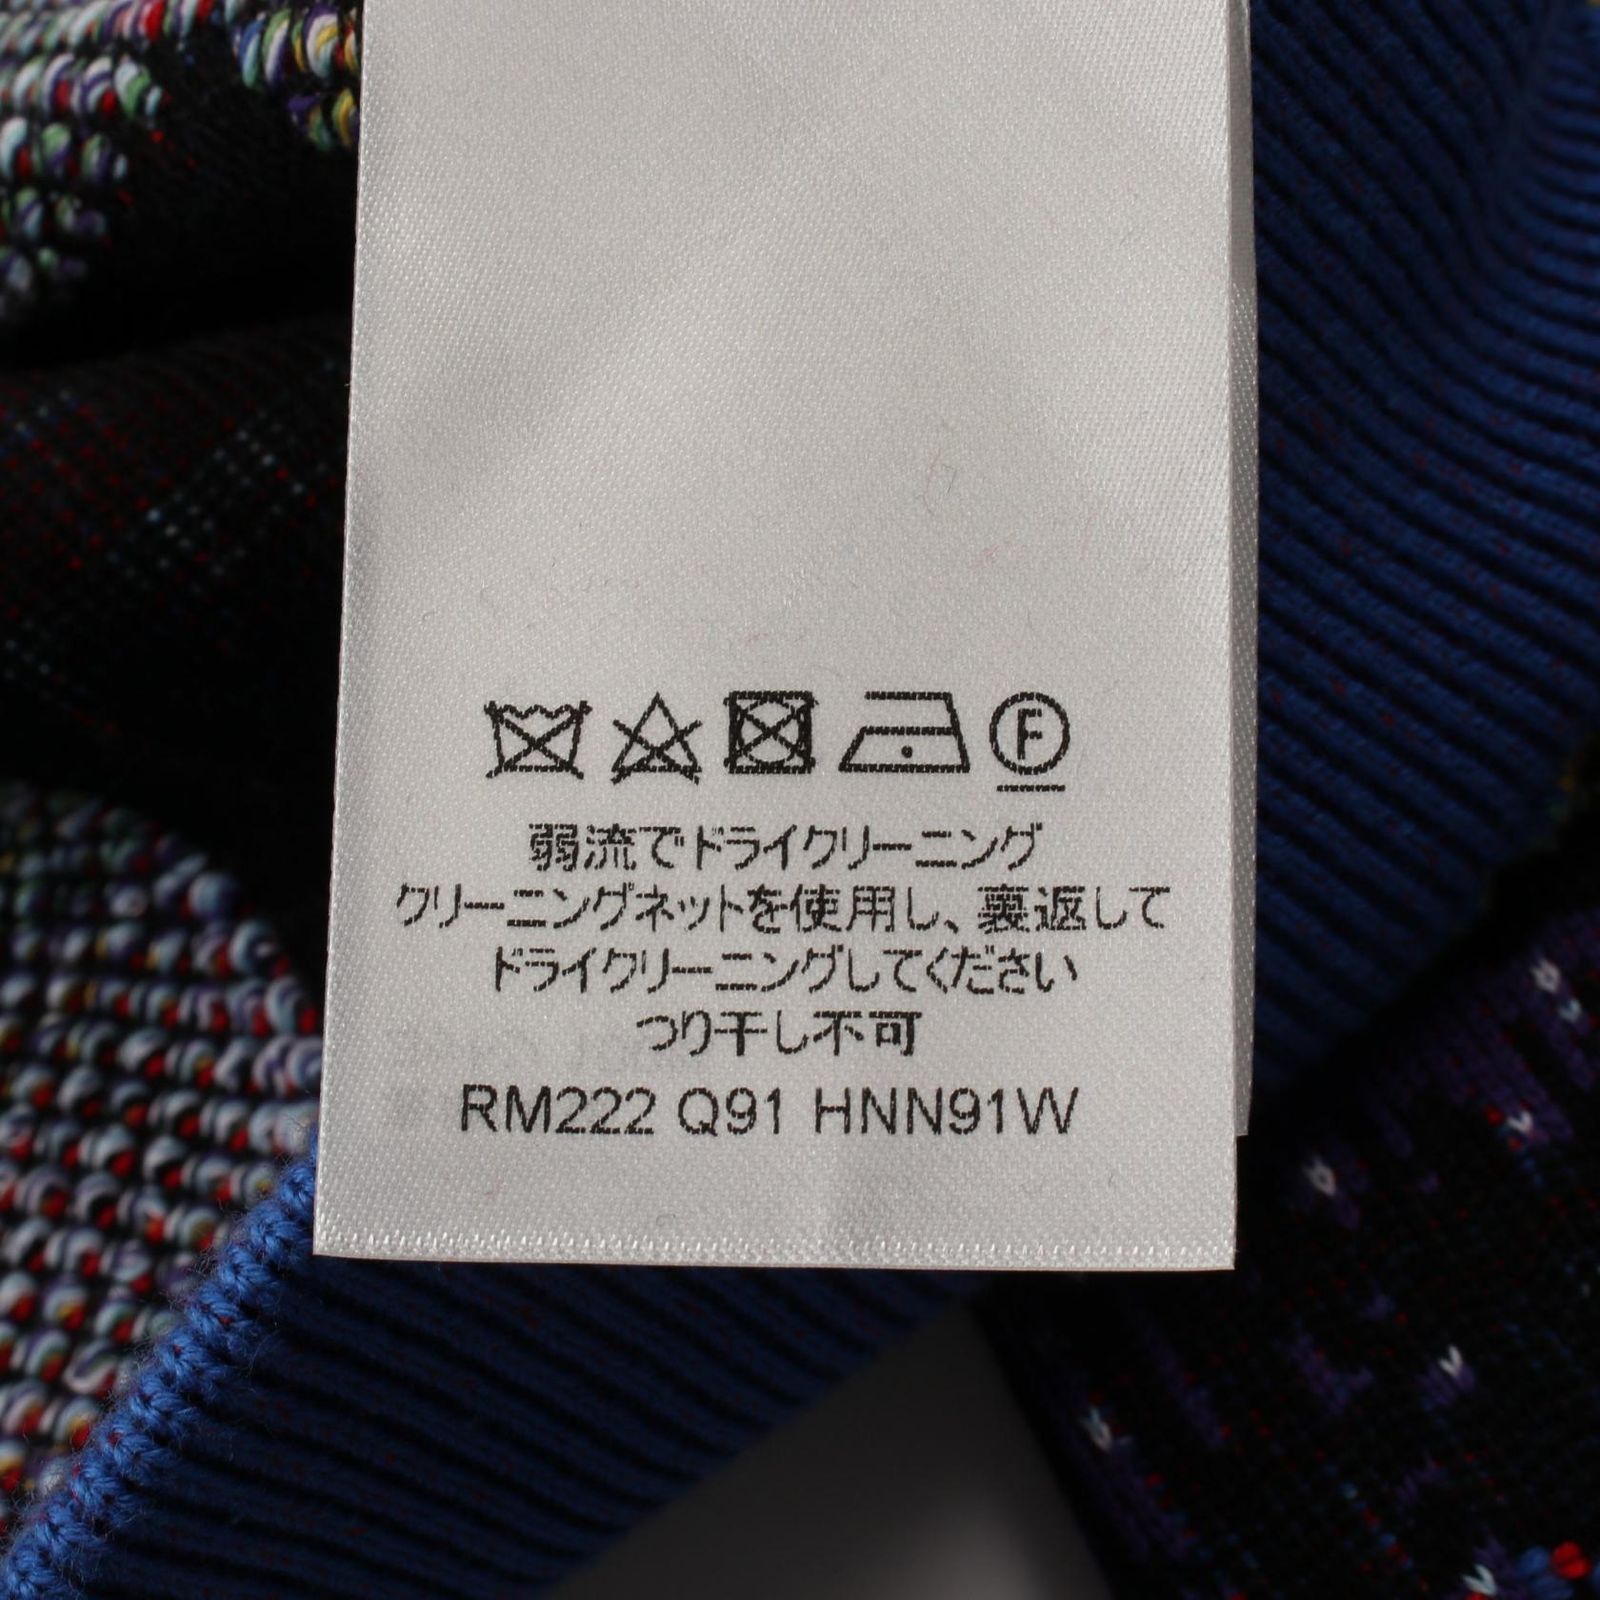 F
弱流でドライクリーニング
クリーニングネットを使用し、裏返して
ドライクリーニングしてください
つり干し不可
RM222 Q91 HNN91W